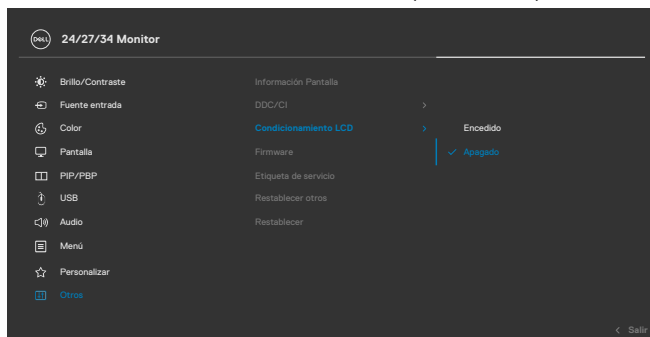 DELL 24/27/34 Monitor
Brillo/Contraste Información Pantalla
Fuente entrada DDC/CI >
Color Condicionamiento LCD > Encedido
Pantalla Firmware ✓ Apagado
PIP/PBP Etiqueta de servicio
USB Restablecer otros
Audio Restablecer
Menú
Personalizar
Otros
< Salir